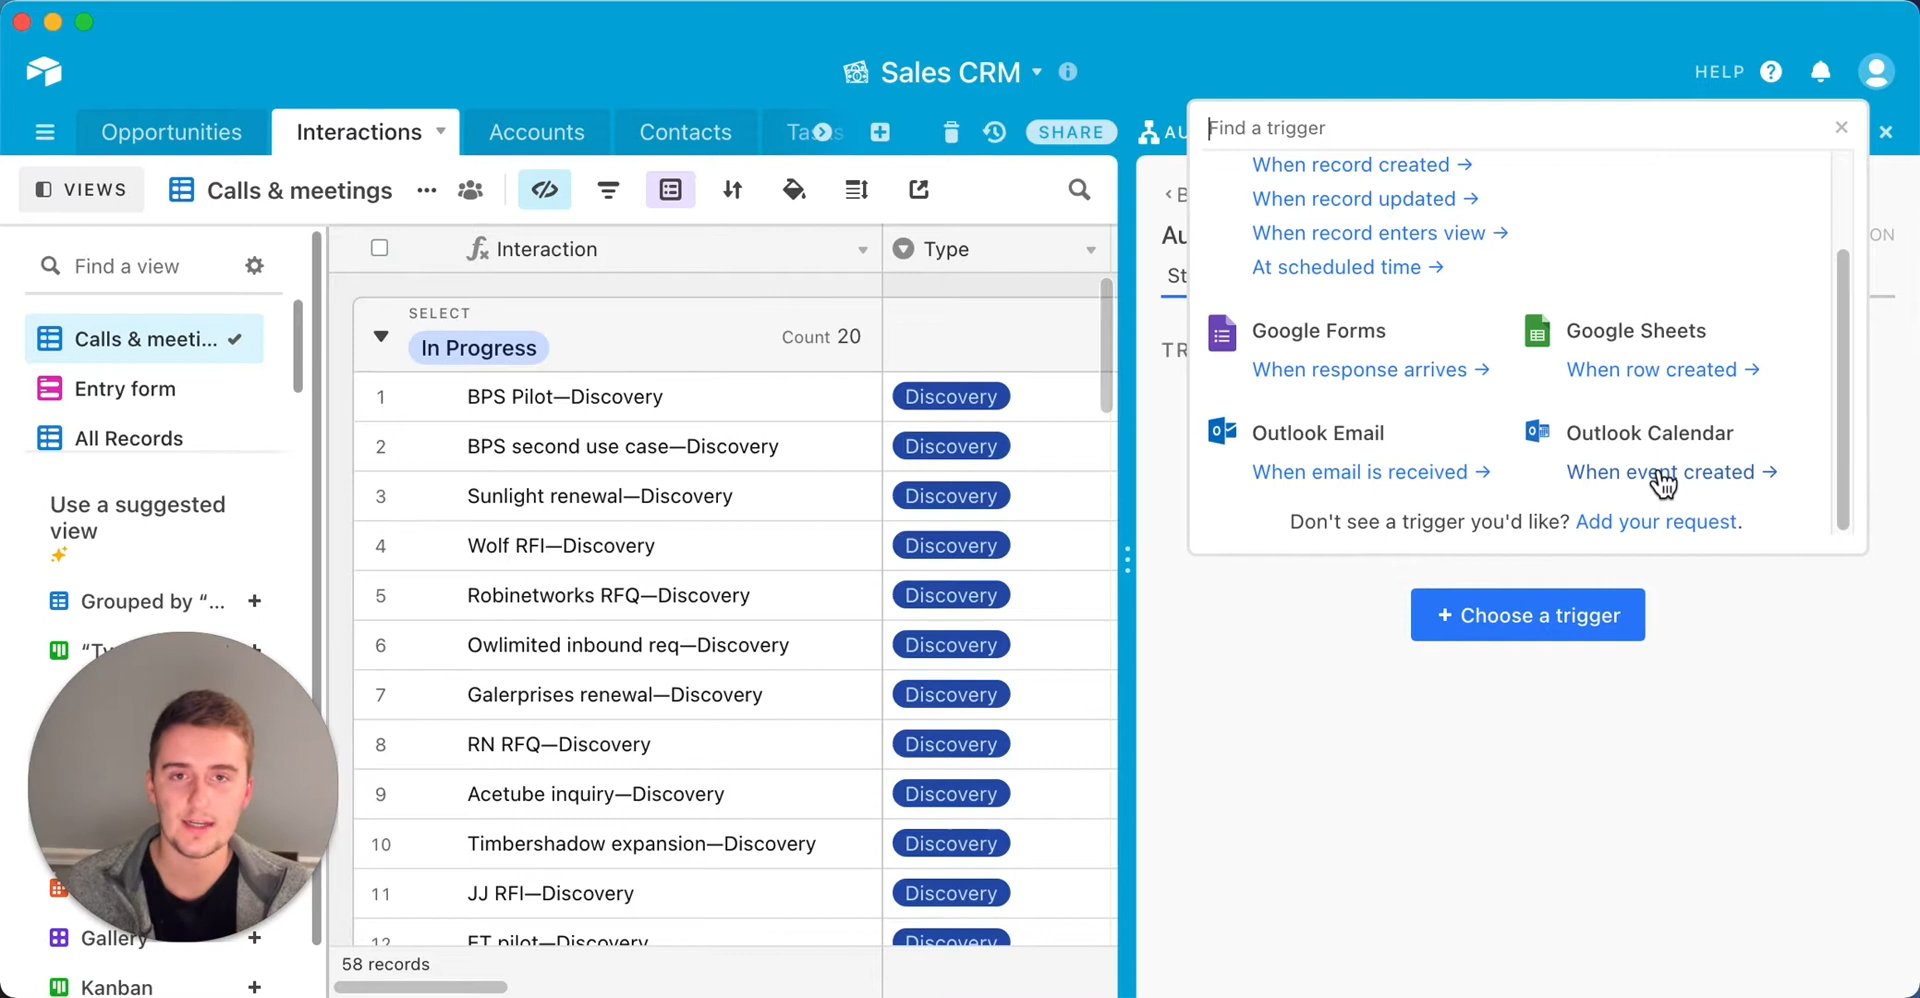 Sales CRM
HELP
Opportunities
Interactions
Accounts
Contacts
SHARE
VIEWS
Calls & meetings
Find a view
Calls & meeti...
Entry form
All Records
Use a suggested
view
Grouped by “...
Gallery
Kanban
Interaction
Type
SELECT
In Progress
Count 20
1 BPS Pilot—Discovery Discovery
2 BPS second use case—Discovery Discovery
3 Sunlight renewal—Discovery Discovery
4 Wolf RFI—Discovery Discovery
5 Robinetworks RFQ—Discovery Discovery
6 Owlimited inbound req—Discovery Discovery
7 Galerprises renewal—Discovery Discovery
8 RN RFQ—Discovery Discovery
9 Acetube inquiry—Discovery Discovery
10 Timbershadow expansion—Discovery Discovery
11 JJ RFI—Discovery Discovery
12 ET pilot—Discovery Discovery
58 records
Find a trigger
When record created →
When record updated →
When record enters view →
At scheduled time →
Google Forms
When response arrives →
Google Sheets
When row created →
Outlook Email
When email is received →
Outlook Calendar
When event created →
Don't see a trigger you'd like? Add your request.
+ Choose a trigger